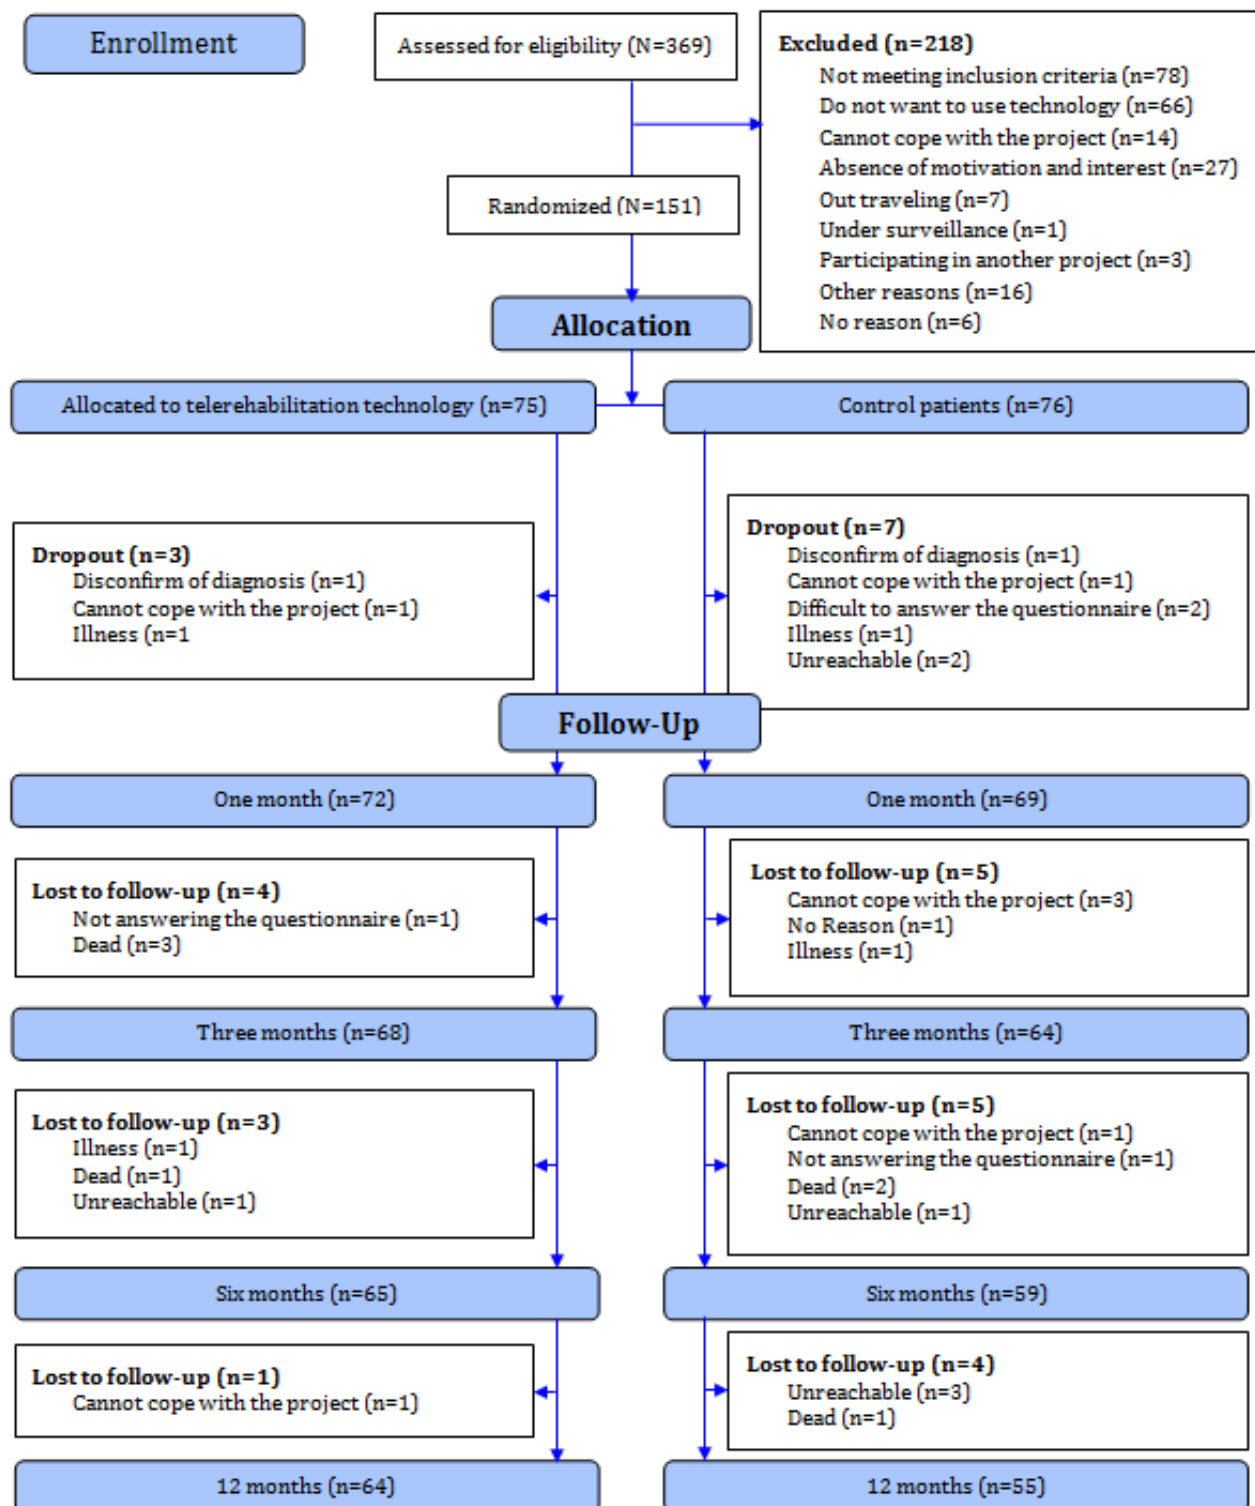 Enrollment
Assessed for eligibility (N=369)
Excluded (n=218)
Not meeting inclusion criteria (n=78)
Do not want to use technology (n=66)
Cannot cope with the project (n=14)
Absence of motivation and interest (n=27)
Out traveling (n=7)
Under surveillance (n=1)
Participating in another project (n=3)
Other reasons (n=16)
No reason (n=6)
Randomized (N=151)
Allocation
Allocated to telerehabilitation technology (n=75)
Control patients (n=76)
Dropout (n=3)
Disconfirm of diagnosis (n=1)
Cannot cope with the project (n=1)
Illness (n=1
Dropout (n=7)
Disconfirm of diagnosis (n=1)
Cannot cope with the project (n=1)
Difficult to answer the questionnaire (n=2)
Illness (n=1)
Unreachable (n=2)
Follow-Up
One month (n=72)
One month (n=69)
Lost to follow-up (n=4)
Not answering the questionnaire (n=1)
Dead (n=3)
Lost to follow-up (n=5)
Cannot cope with the project (n=3)
No Reason (n=1)
Illness (n=1)
Three months (n=68)
Three months (n=64)
Lost to follow-up (n=3)
Illness (n=1)
Dead (n=1)
Unreachable (n=1)
Lost to follow-up (n=5)
Cannot cope with the project (n=1)
Not answering the questionnaire (n=1)
Dead (n=2)
Unreachable (n=1)
Six months (n=65)
Six months (n=59)
Lost to follow-up (n=1)
Cannot cope with the project (n=1)
Lost to follow-up (n=4)
Unreachable (n=3)
Dead (n=1)
12 months (n=64)
12 months (n=55)